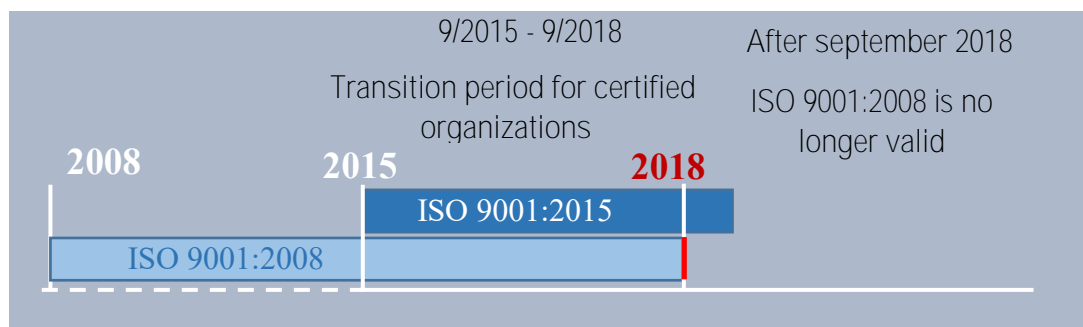 9/2015 - 9/2018
Transition period for certified
organizations
After september 2018
ISO 9001:2008 is no
longer valid
2008
2015
2018
ISO 9001:2015
ISO 9001:2008